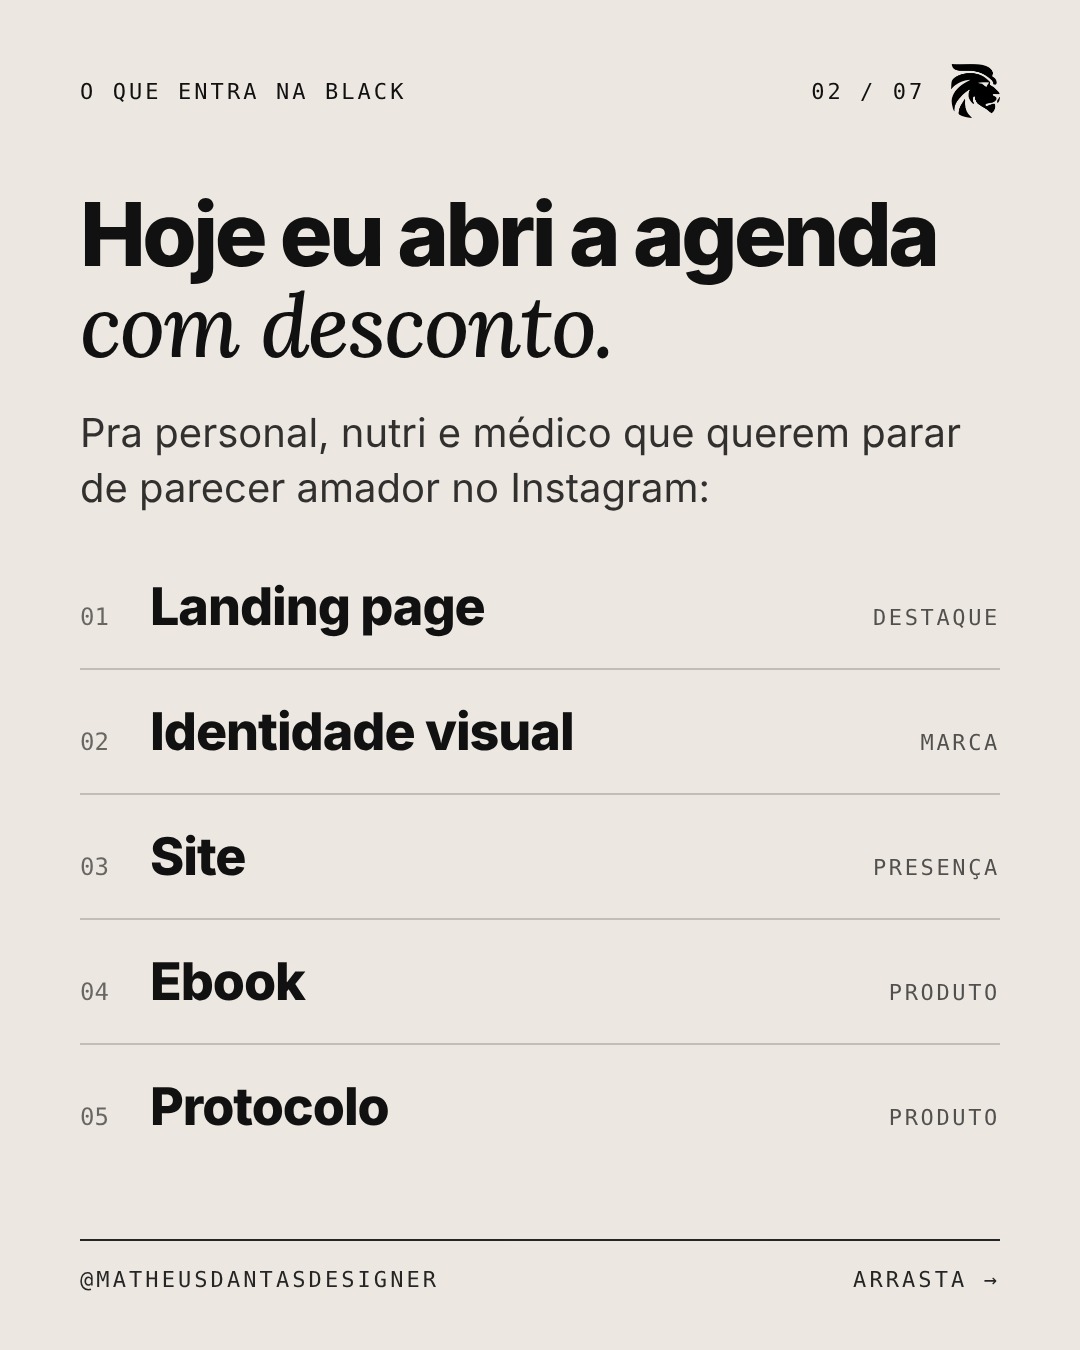 O QUE ENTRA NA BLACK
02 / 07
Hoje eu abri a agenda
com desconto.
Pra personal, nutri e médico que querem parar
de parecer amador no Instagram:
01 Landing page DESTAQUE
02 Identidade visual MARCA
03 Site PRESENÇA
04 Ebook PRODUTO
05 Protocolo PRODUTO
@MATHEUSDANTASDESIGNER
ARRASTA →